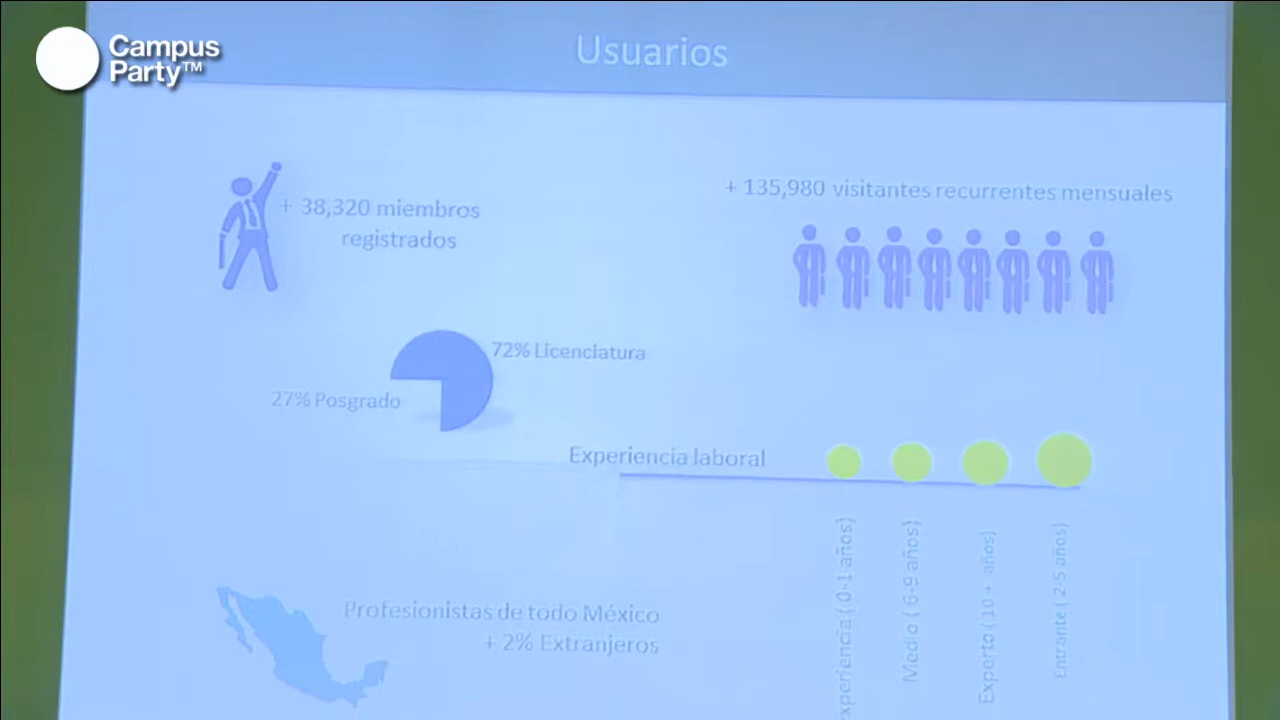 Campus
Party™
Usuarios
+ 38,320 miembros
registrados
+ 135,980 visitantes recurrentes mensuales
72% Licenciatura
27% Posgrado
Experiencia laboral
( 0-1 años)
Medio ( 6-9 años)
Experto ( 10 + años)
Entrante ( 2-5 años)
Profesionistas de todo México
+ 2% Extranjeros